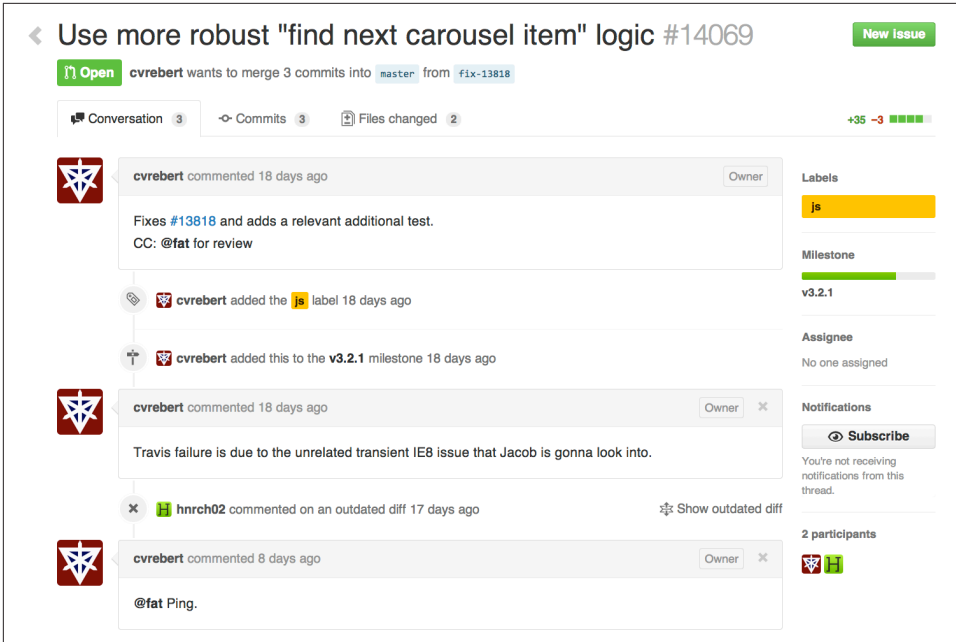 Use more robust "find next carousel item" logic #14069
New Issue
Open cvrebert wants to merge 3 commits into master from fix-13818
Conversation 3 Commits 3 Files changed 2
+35 −3
cvrebert commented 18 days ago Owner
Fixes #13818 and adds a relevant additional test.
CC: @fat for review
cvrebert added the js label 18 days ago
cvrebert added this to the v3.2.1 milestone 18 days ago
cvrebert commented 18 days ago Owner
Travis failure is due to the unrelated transient IE8 issue that Jacob is gonna look into.
hnrch02 commented on an outdated diff 17 days ago Show outdated diff
cvrebert commented 8 days ago Owner
@fat Ping.
Labels
js
Milestone
v3.2.1
Assignee
No one assigned
Notifications
Subscribe
You're not receiving
notifications from this
thread.
2 participants